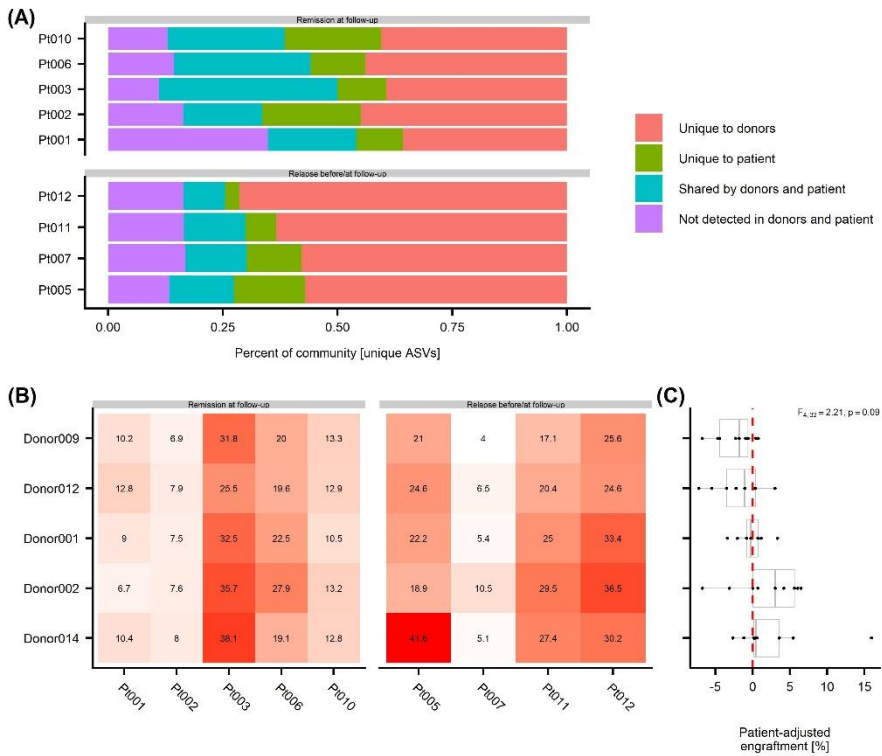 (A)
Remission at follow-up
Pt010
Pt006
Pt003
Pt002
Pt001
Relapse before/at follow-up
Pt012
Pt011
Pt007
Pt005
0.00 0.25 0.50 0.75 1.00
Percent of community [unique ASVs]
Unique to donors
Unique to patient
Shared by donors and patient
Not detected in donors and patient
(B)
Remission at follow-up Relapse before/at follow-up
Donor009 10.2 6.9 31.8 20 13.3 21 4 17.1 25.6
Donor012 12.8 7.9 25.5 19.6 12.9 24.6 6.5 20.4 24.6
Donor001 9 7.5 32.5 22.5 10.5 22.2 5.4 25 33.4
Donor002 6.7 7.6 35.7 27.9 13.2 18.9 10.5 29.5 36.5
Donor014 10.4 8 38.1 19.1 12.8 41.6 5.1 27.4 30.2
Pt001 Pt002 Pt003 Pt006 Pt010 Pt005 Pt007 Pt011 Pt012
(C)
F4, 32 = 2.21, p = 0.09
-5 0 5 10 15
Patient-adjusted
engraftment [%]